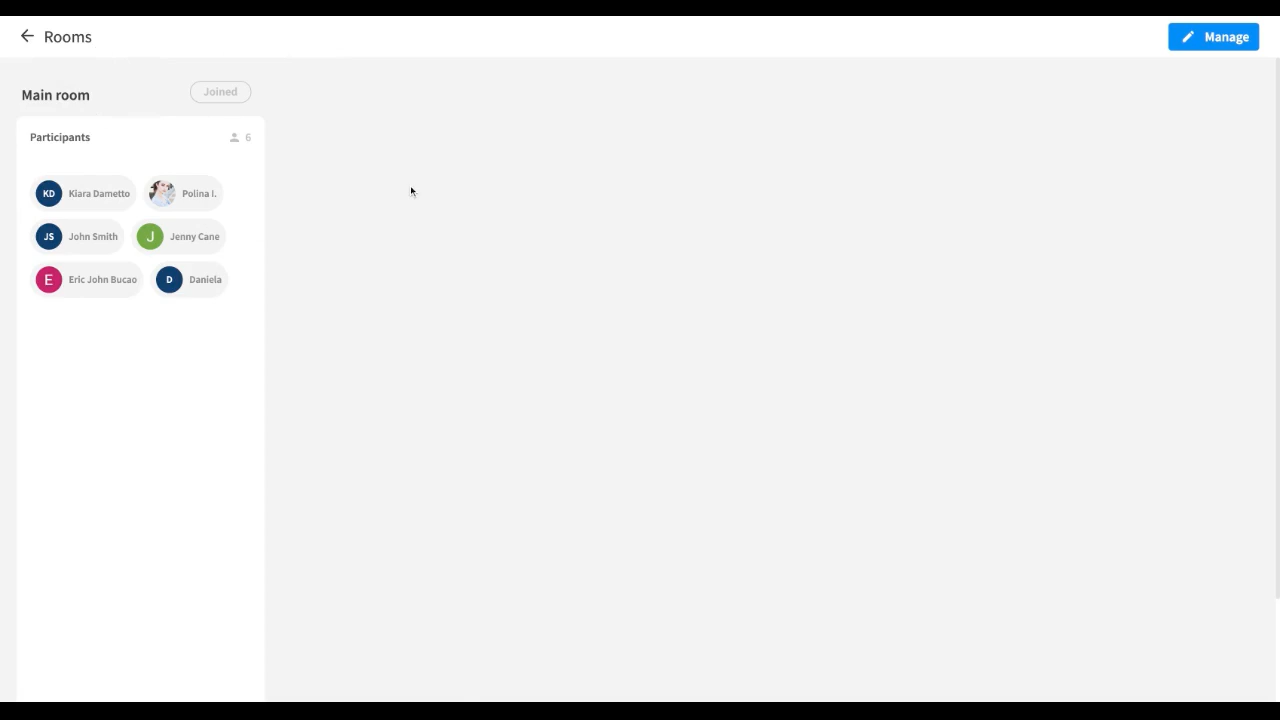 Rooms
Manage
Main room
Joined
Participants
6
KD Kiara Dametto
Polina I.
JS John Smith
J Jenny Cane
E Eric John Bucao
D Daniela